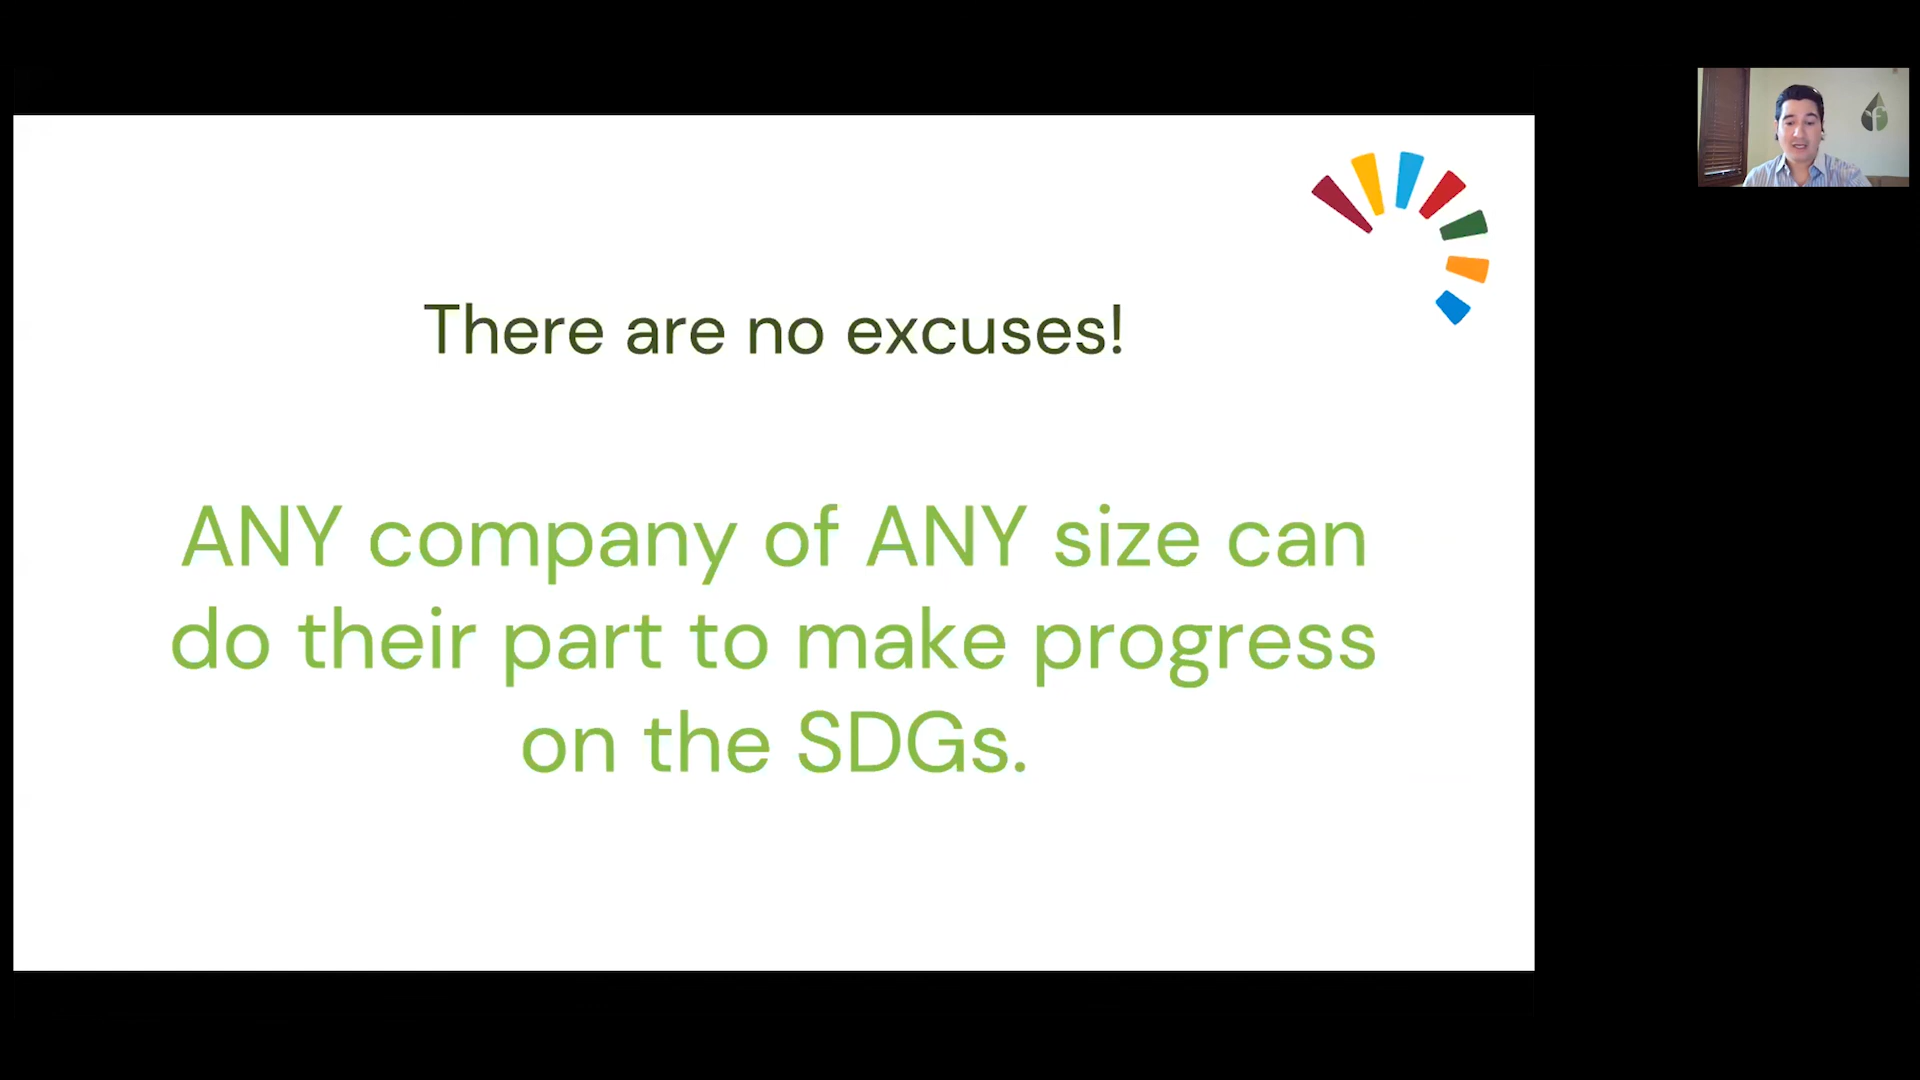 There are no excuses!
ANY company of ANY size can
do their part to make progress
on the SDGs.